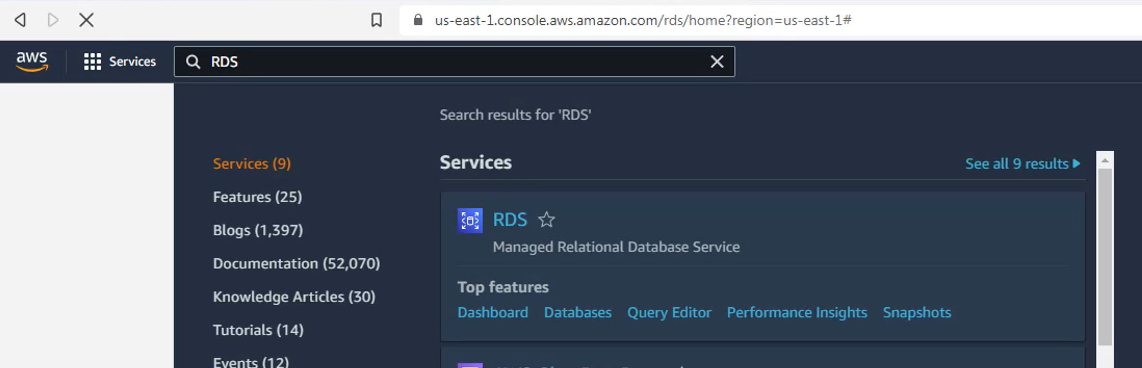 us-east-1.console.aws.amazon.com/rds/home?region=us-east-1#
aws Services RDS
Search results for 'RDS'
Services (9)
Features (25)
Blogs (1,397)
Documentation (52,070)
Knowledge Articles (30)
Tutorials (14)
Events (12)
Services See all 9 results
RDS
Managed Relational Database Service
Top features
Dashboard Databases Query Editor Performance Insights Snapshots